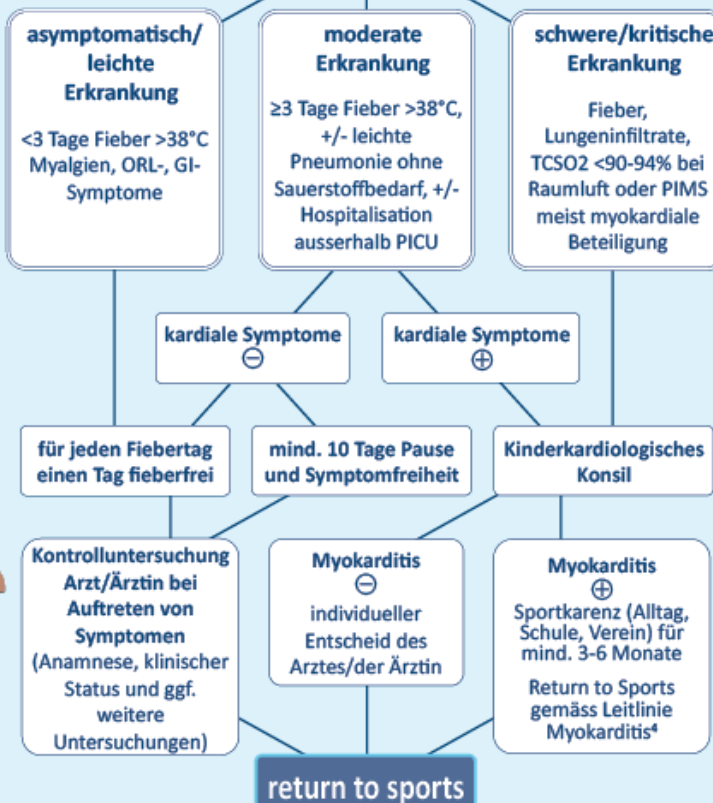 asymptomatisch/
leichte
Erkrankung
<3 Tage Fieber >38°C
Myalgien, ORL-, GI-
Symptome
moderate
Erkrankung
≥3 Tage Fieber >38°C,
+/- leichte
Pneumonie ohne
Sauerstoffbedarf, +/-
Hospitalisation
ausserhalb PICU
schwere/kritische
Erkrankung
Fieber,
Lungeninfiltrate,
TCSO2 <90-94% bei
Raumluft oder PIMS
meist myokardiale
Beteiligung
kardiale Symptome
⊖
kardiale Symptome
⊕
für jeden Fiebertag
einen Tag fieberfrei
mind. 10 Tage Pause
und Symptomfreiheit
Kinderkardiologisches
Konsil
Kontrolluntersuchung
Arzt/Ärztin bei
Auftreten von
Symptomen
(Anamnese, klinischer
Status und ggf.
weitere
Untersuchungen)
Myokarditis
⊖
individueller
Entscheid des
Arztes/der Ärztin
Myokarditis
⊕
Sportkarenz (Alltag,
Schule, Verein) für
mind. 3-6 Monate
Return to Sports
gemäss Leitlinie
Myokarditis⁴
return to sports